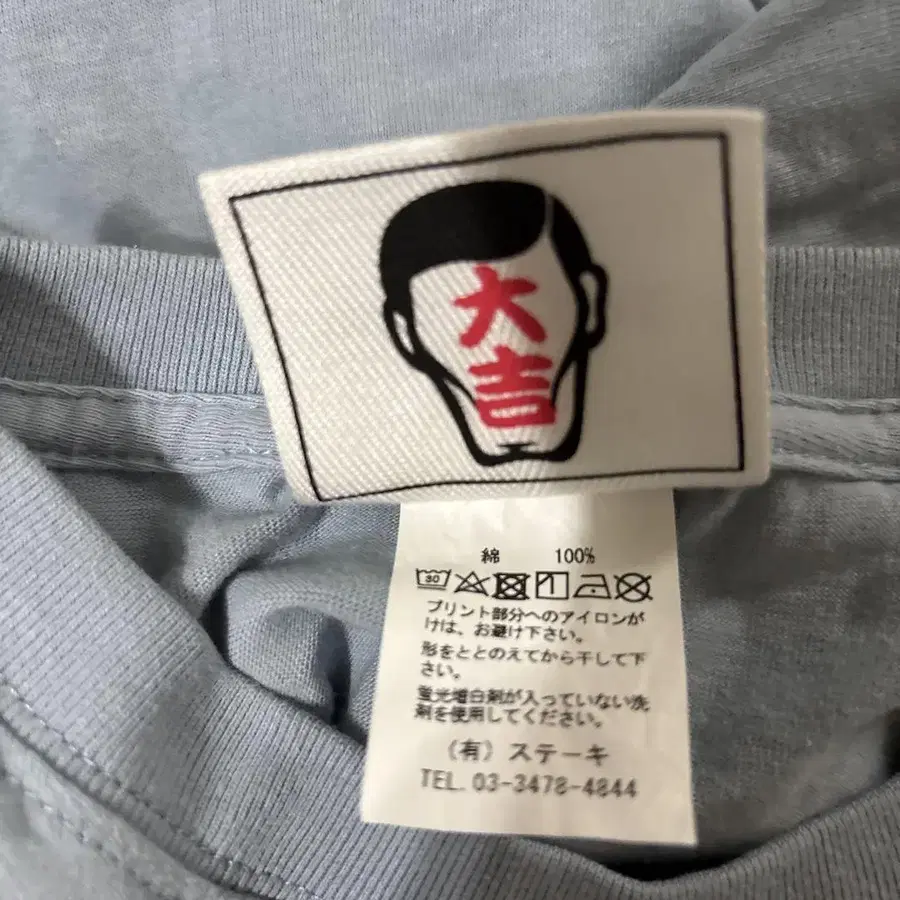 大
吉
綿 100%
30
プリント部分へのアイロンが
けは、お避け下さい。
形をととのえてから干して下
さい。
蛍光増白剤が入っていない洗
剤を使用してください。
（有）ステーキ
TEL. 03-3478-4844